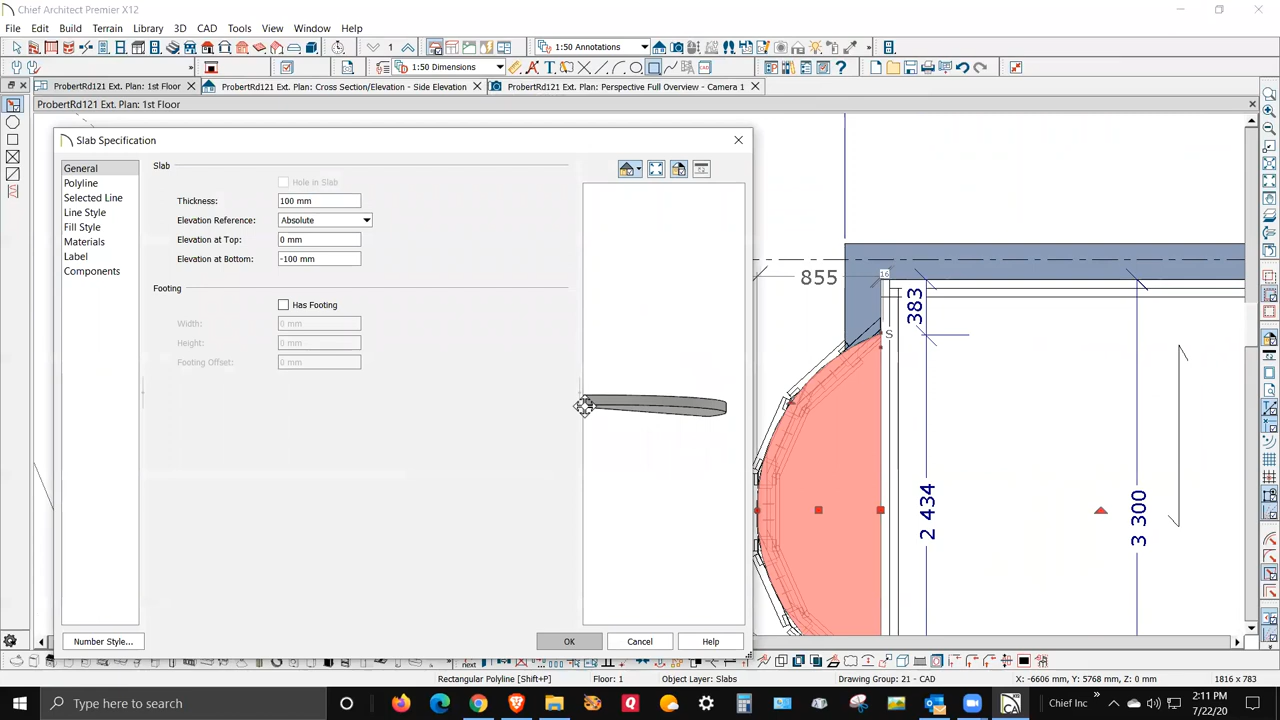 Chief Architect Premier X12
File Edit Build Terrain Library 3D CAD Tools View Window Help
1:50 Annotations
1:50 Dimensions
ProbertRd121 Ext. Plan: 1st Floor
ProbertRd121 Ext. Plan: Cross Section/Elevation - Side Elevation
ProbertRd121 Ext. Plan: Perspective Full Overview - Camera 1
ProbertRd121 Ext. Plan: 1st Floor
Slab Specification
General
Polyline
Selected Line
Line Style
Fill Style
Materials
Label
Components
Slab
Hole in Slab
Thickness: 100 mm
Elevation Reference: Absolute
Elevation at Top: 0 mm
Elevation at Bottom: -100 mm
Footing
Has Footing
Width: 0 mm
Height: 0 mm
Footing Offset: 0 mm
Number Style...
OK
Cancel
Help
855
16
383
S
2 434
3 300
next
Rectangular Polyline [Shift+P]
Floor: 1
Object Layer: Slabs
Drawing Group: 21 - CAD
X: -6606 mm, Y: 5768 mm, Z: 0 mm
1816 x 783
Type here to search
Chief Inc
2:11 PM
7/22/20